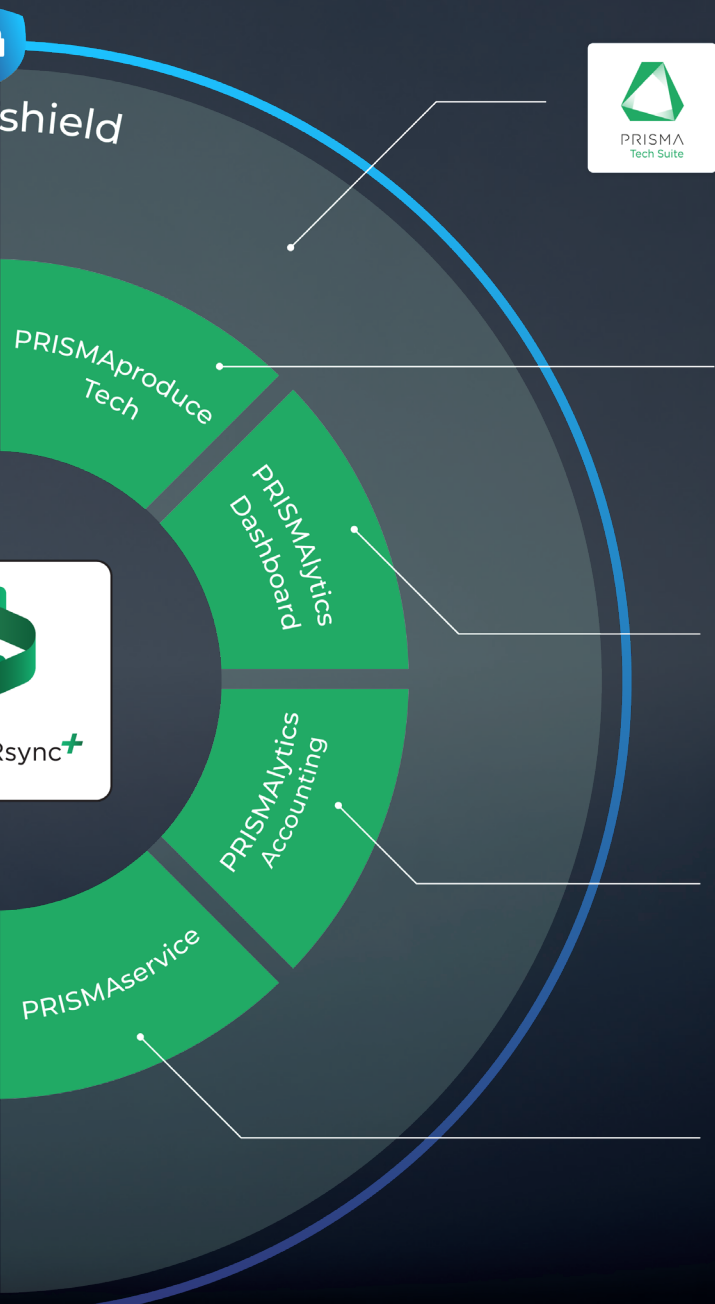 shield
PRISMA
Tech Suite
PRISMAproduce
Tech
PRISMAlytics
Dashboard
PRISMAlytics
Accounting
Rsync+
PRISMAservice